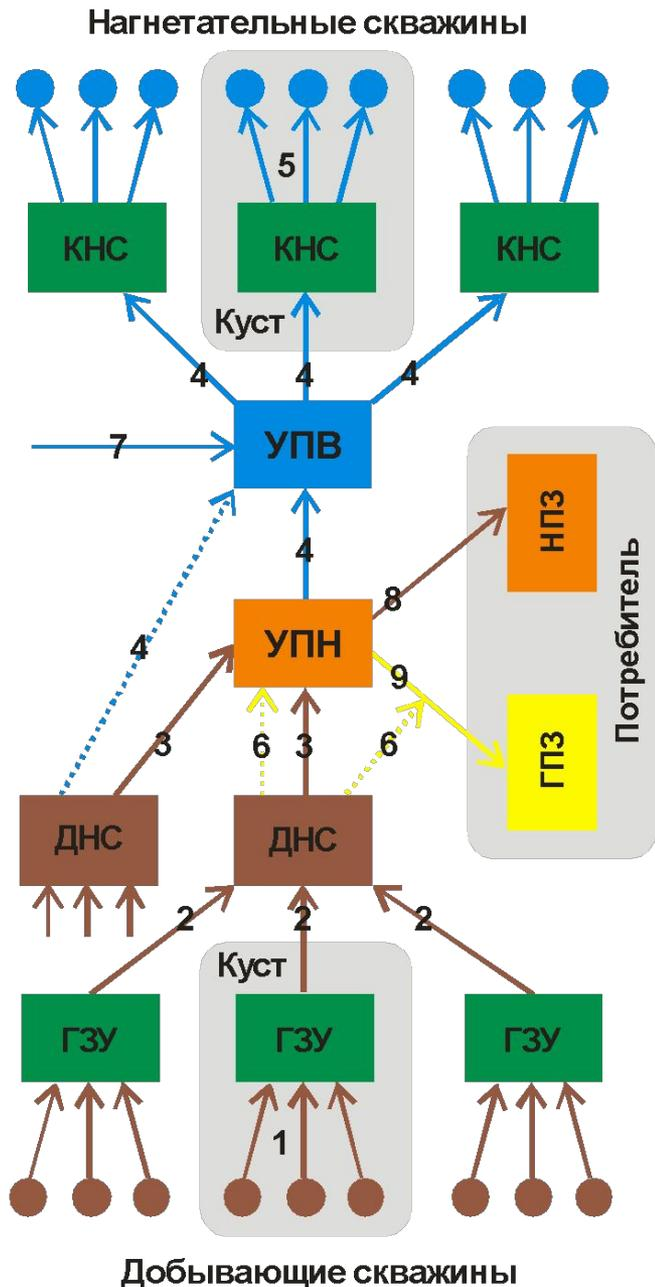 Нагнетательные скважины
5
КНС
КНС
КНС
Куст
4
4
4
7
УПВ
4
НПЗ
8
4
УПН
Потребитель
9
3
6
3
6
ГПЗ
ДНС
ДНС
2
2
2
Куст
ГЗУ
ГЗУ
ГЗУ
1
Добывающие скважины